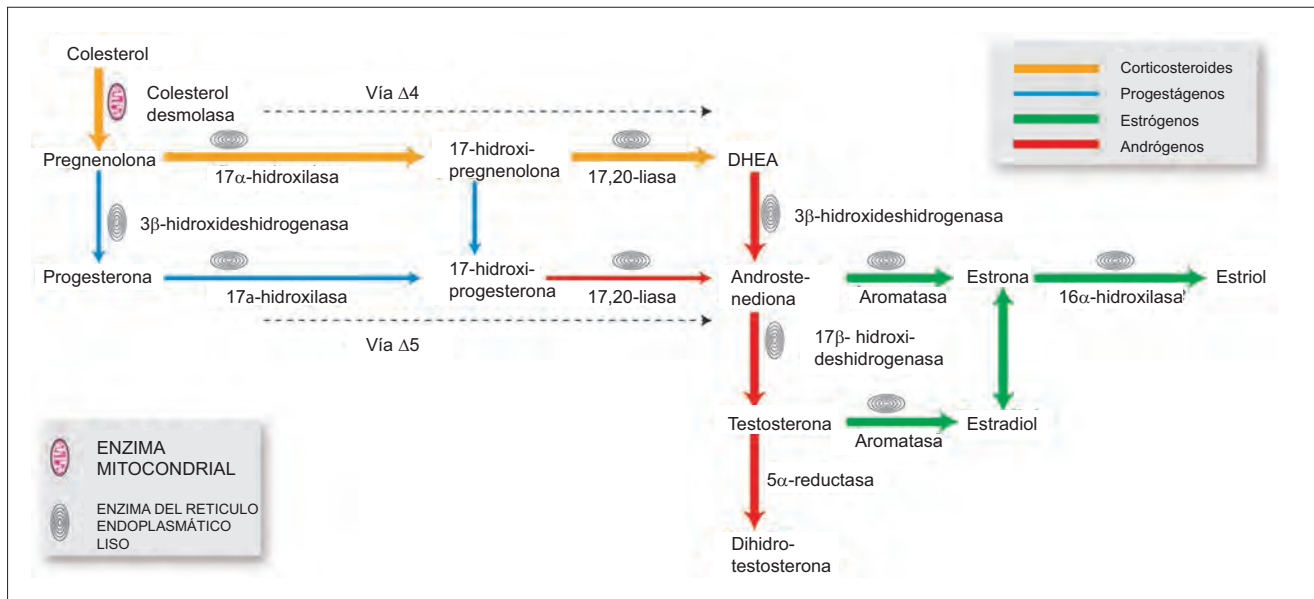 Colesterol
Colesterol
desmolasa
Vía Δ4
Corticosteroides
Progestágenos
Estrógenos
Andrógenos
Pregnenolona
17α-hidroxilasa
17-hidroxi-
pregnenolona
17,20-liasa
DHEA
3β-hidroxideshidrogenasa
3β-hidroxideshidrogenasa
Progesterona
17a-hidroxilasa
17-hidroxi-
progesterona
17,20-liasa
Androste-
nediona
Aromatasa
Estrona
16α-hidroxilasa
Estriol
Vía Δ5
17β- hidroxi-
deshidrogenasa
Testosterona
Aromatasa
Estradiol
5α-reductasa
Dihidro-
testosterona
ENZIMA
MITOCONDRIAL
ENZIMA DEL RETICULO
ENDOPLASMÁTICO
LISO